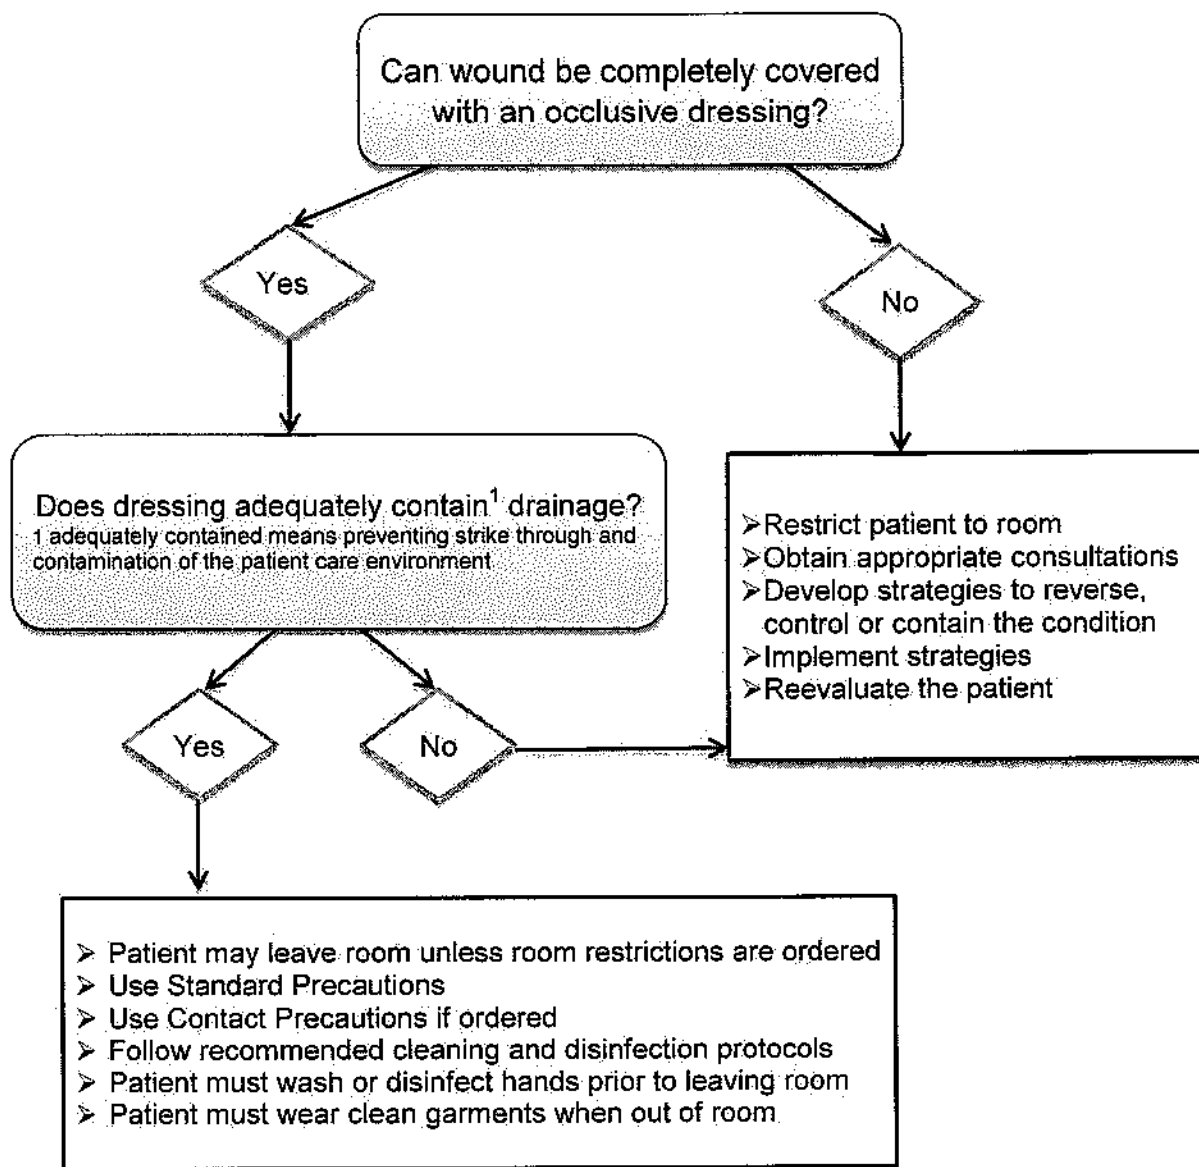 Can wound be completely covered
with an occlusive dressing?
Yes
No
Does dressing adequately contain¹ drainage?
1 adequately contained means preventing strike through and
contamination of the patient care environment
➢Restrict patient to room
➢Obtain appropriate consultations
➢Develop strategies to reverse,
control or contain the condition
➢Implement strategies
➢Reevaluate the patient
Yes
No
➢ Patient may leave room unless room restrictions are ordered
➢ Use Standard Precautions
➢ Use Contact Precautions if ordered
➢ Follow recommended cleaning and disinfection protocols
➢ Patient must wash or disinfect hands prior to leaving room
➢ Patient must wear clean garments when out of room